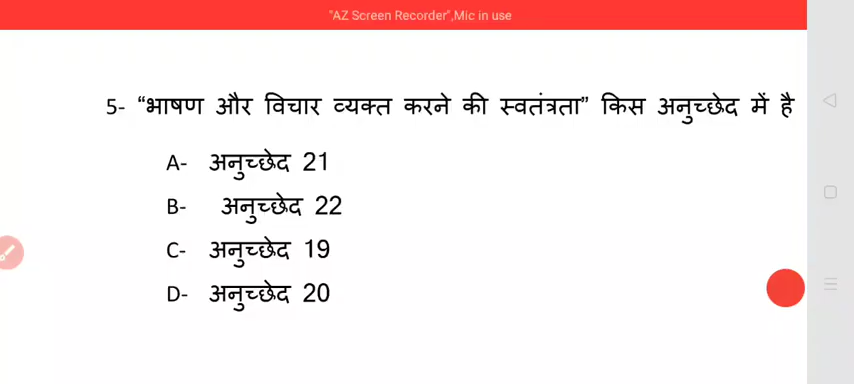 "AZ Screen Recorder",Mic in use
5- “भाषण और विचार व्यक्त करने की स्वतंत्रता” किस अनुच्छेद में है
A- अनुच्छेद 21
B- अनुच्छेद 22
C- अनुच्छेद 19
D- अनुच्छेद 20